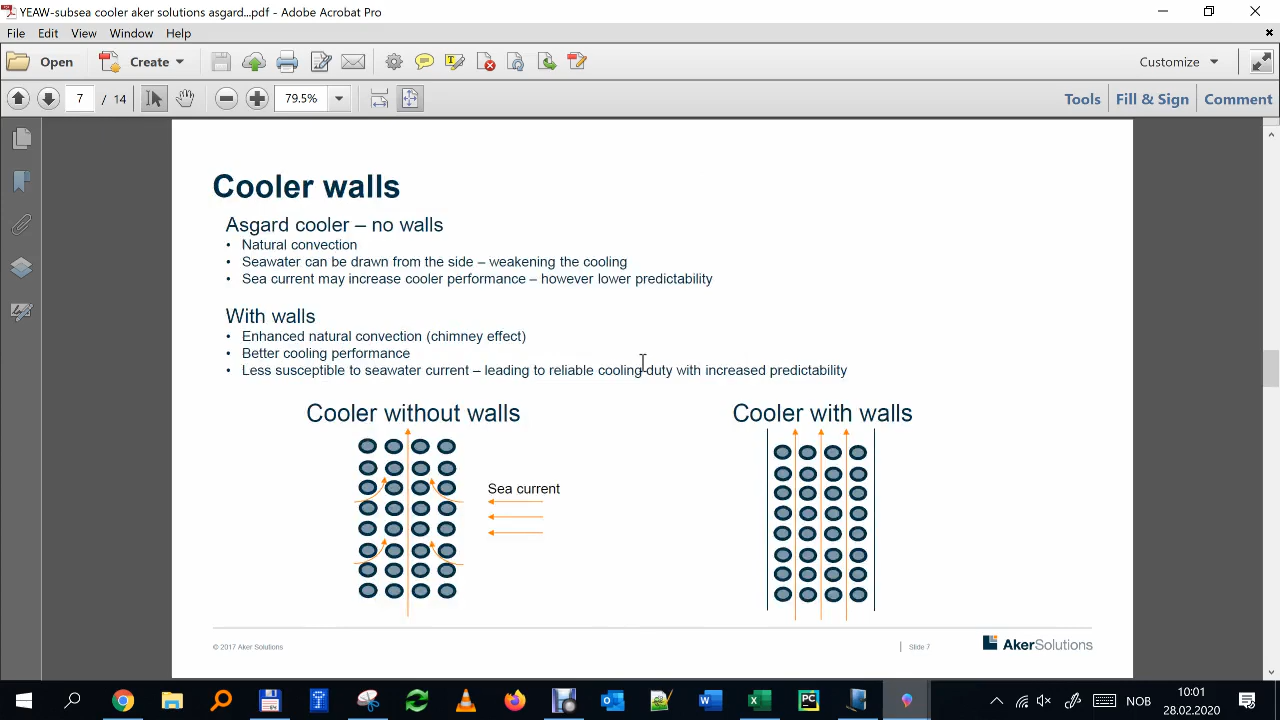 YEAW-subsea cooler aker solutions asgard...pdf - Adobe Acrobat Pro
File Edit View Window Help
Open Create Customize
7 / 14 79.5% Tools Fill & Sign Comment
Cooler walls
Asgard cooler – no walls
• Natural convection
• Seawater can be drawn from the side – weakening the cooling
• Sea current may increase cooler performance – however lower predictability
With walls
• Enhanced natural convection (chimney effect)
• Better cooling performance
• Less susceptible to seawater current – leading to reliable cooling duty with increased predictability
Cooler without walls Cooler with walls
Sea current
© 2017 Aker Solutions Slide 7 AkerSolutions
NOB 10:01
28.02.2020